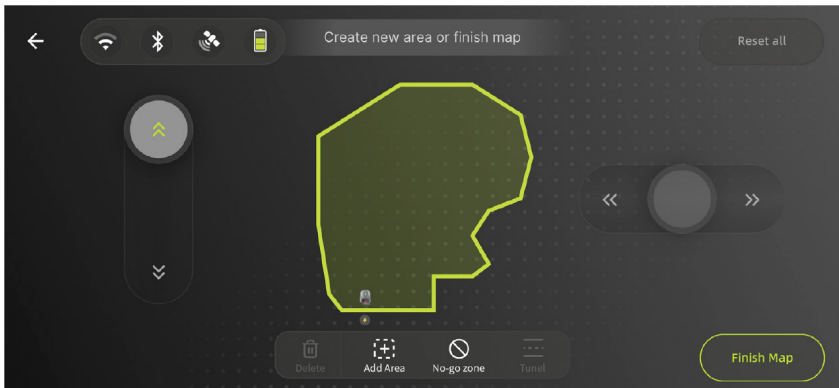 Create new area or finish map
Reset all
Delete
Add Area
No-go zone
Tunel
Finish Map